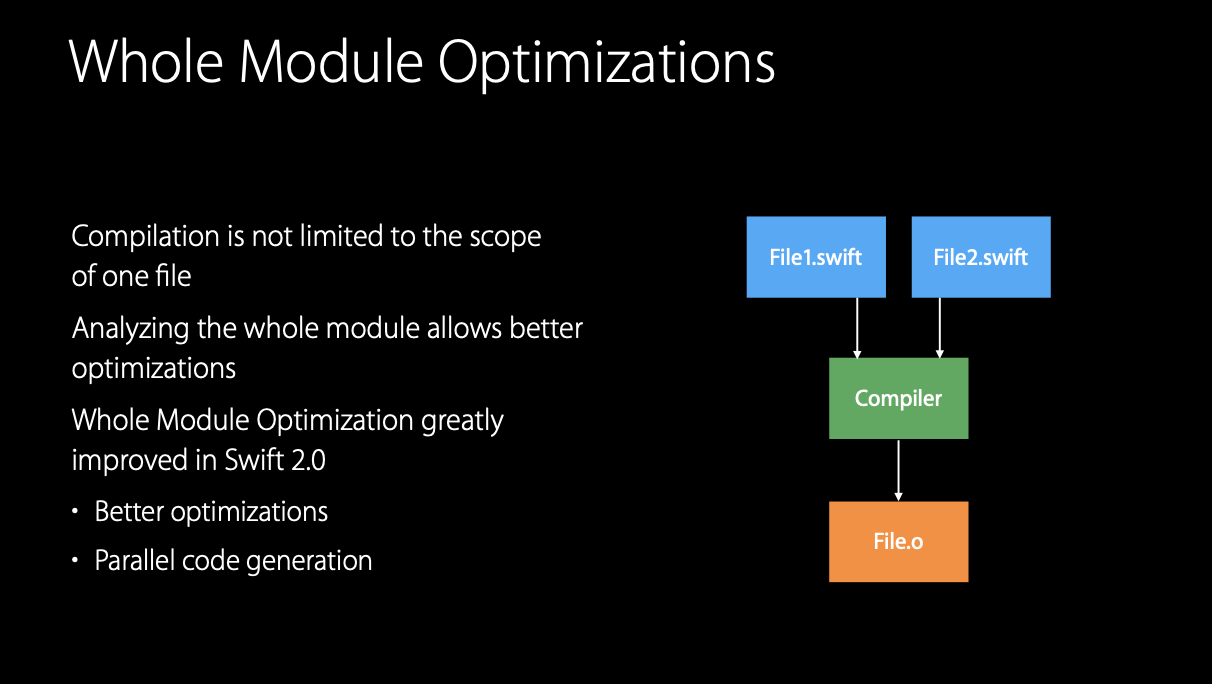 Whole Module Optimizations
Compilation is not limited to the scope
of one file
Analyzing the whole module allows better
optimizations
Whole Module Optimization greatly
improved in Swift 2.0
• Better optimizations
• Parallel code generation
File1.swift
File2.swift
Compiler
File.o